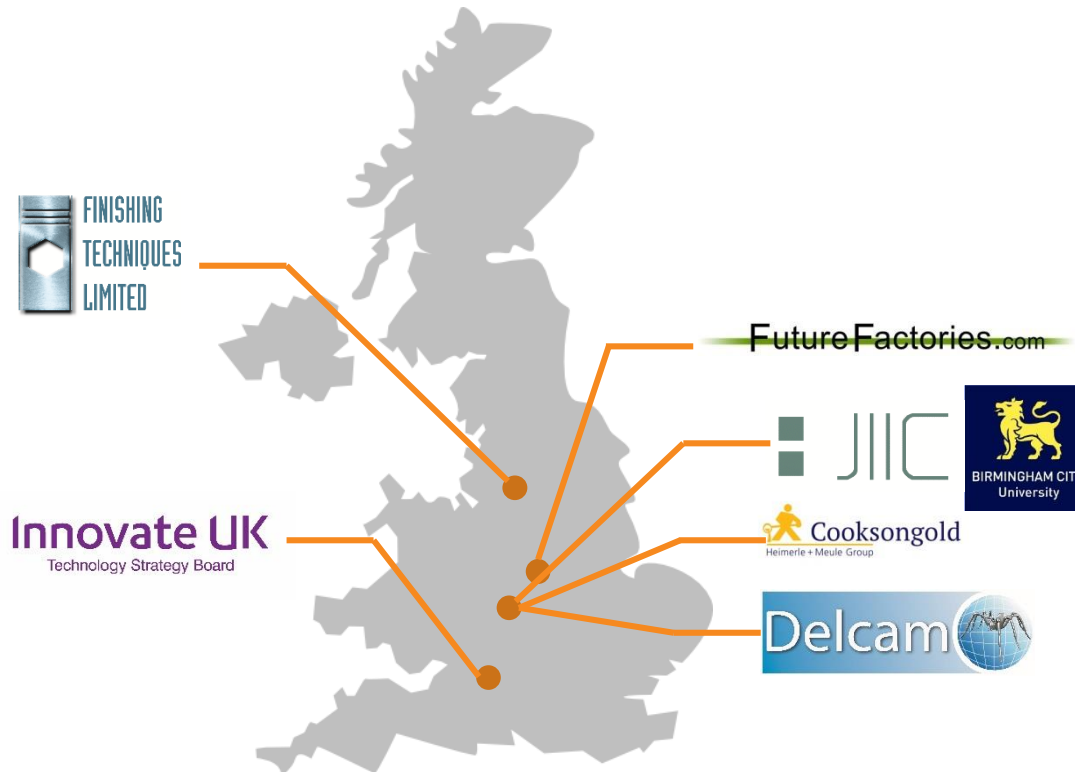 FINISHING
TECHNIQUES
LIMITED
FutureFactories.com
JIIC
BIRMINGHAM CIT
University
Innovate UK
Technology Strategy Board
Cooksongold
Heimerle + Meule Group
Delcam